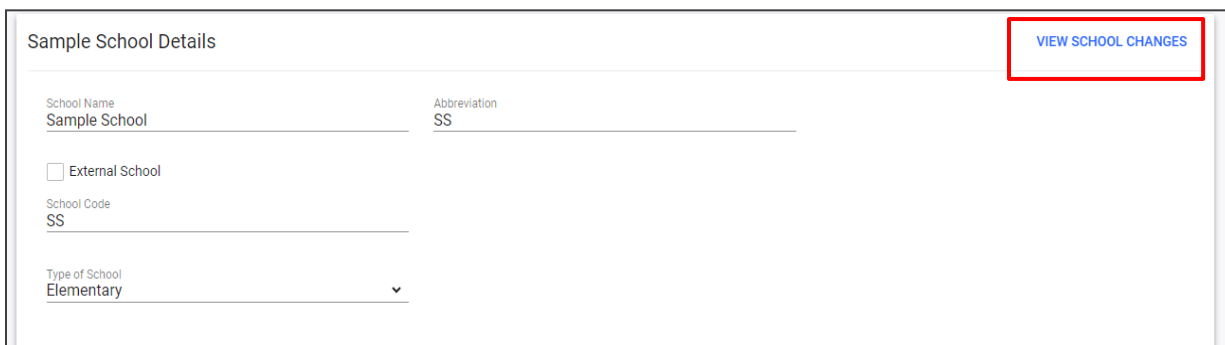 Sample School Details
VIEW SCHOOL CHANGES
School Name
Sample School
Abbreviation
SS
External School
School Code
SS
Type of School
Elementary